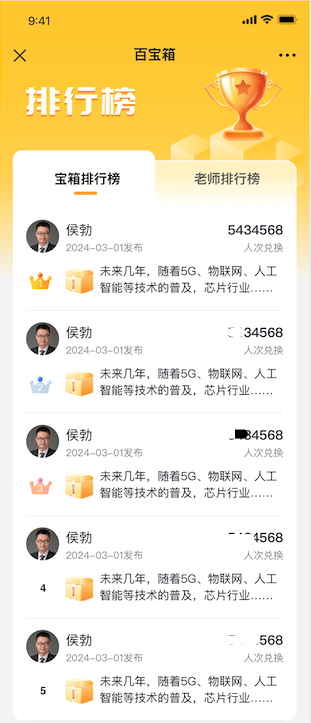 9:41
百宝箱
排行榜
宝箱排行榜
老师排行榜
侯勃
5434568
2024-03-01发布
人次兑换
1
未来几年，随着5G、物联网、人工
智能等技术的普及，芯片行业……
侯勃
34568
2024-03-01发布
人次兑换
2
未来几年，随着5G、物联网、人工
智能等技术的普及，芯片行业……
侯勃
34568
2024-03-01发布
人次兑换
3
未来几年，随着5G、物联网、人工
智能等技术的普及，芯片行业……
侯勃
4568
2024-03-01发布
人次兑换
4
未来几年，随着5G、物联网、人工
智能等技术的普及，芯片行业……
侯勃
568
2024-03-01发布
人次兑换
5
未来几年，随着5G、物联网、人工
智能等技术的普及，芯片行业……